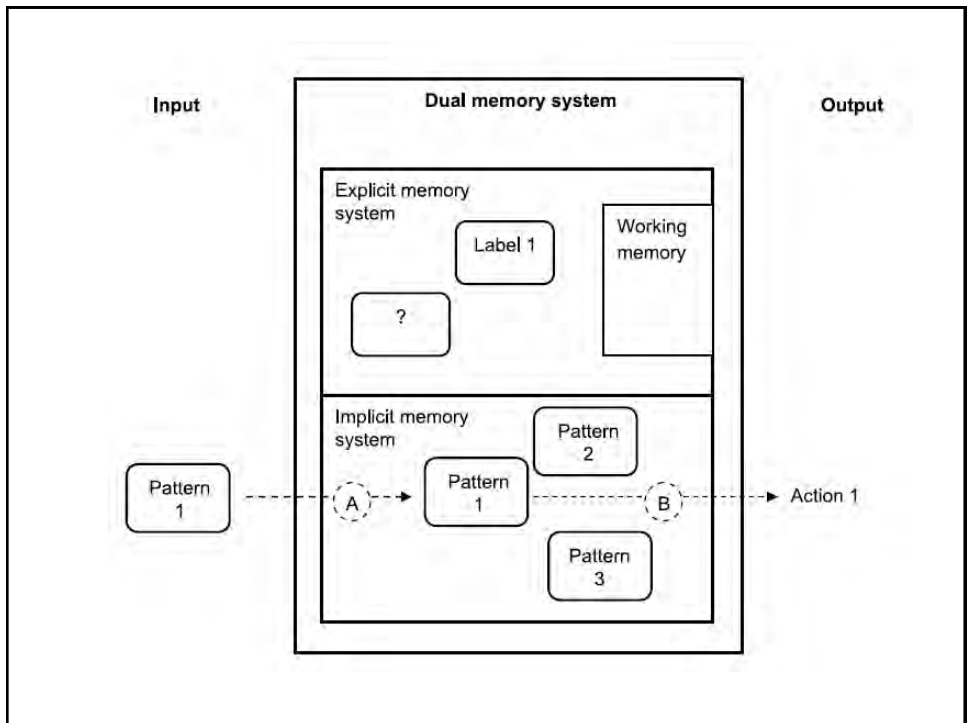 Input
Dual memory system
Output
Explicit memory
system
Label 1
Working
memory
?
Implicit memory
system
Pattern
2
Pattern
1
A
Pattern
1
B
Action 1
Pattern
3